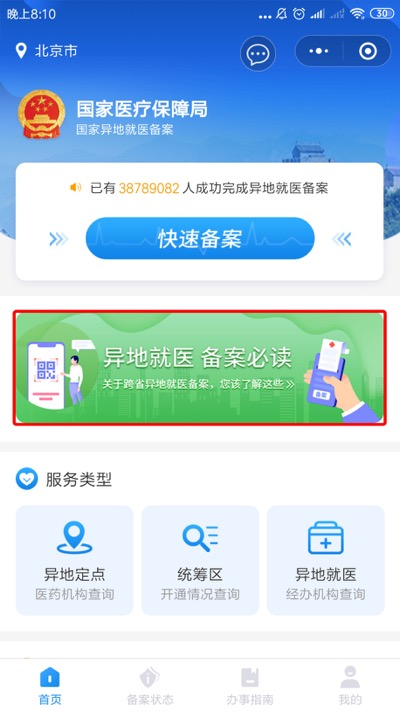 晚上8:10
30
北京市
国家医疗保障局
国家异地就医备案
已有 38789082 人成功完成异地就医备案
快速备案
异地就医 备案必读
关于跨省异地就医备案，您该了解这些
备案
服务类型
异地定点
医药机构查询
统筹区
开通情况查询
异地就医
经办机构查询
首页
备案状态
办事指南
我的